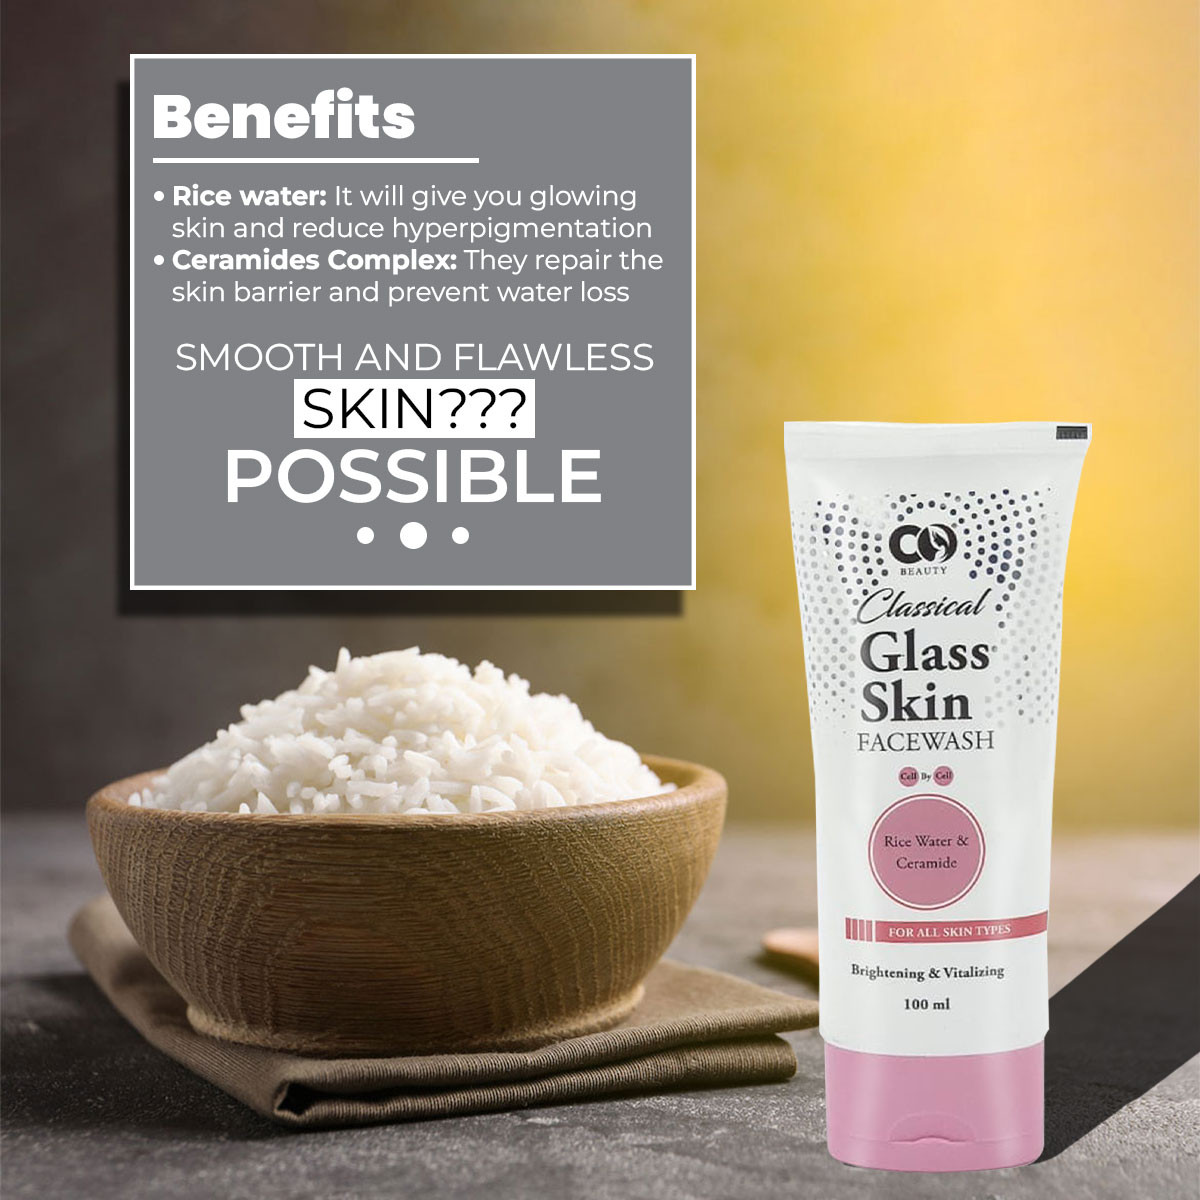 Benefits
• Rice water: It will give you glowing
skin and reduce hyperpigmentation
• Ceramides Complex: They repair the
skin barrier and prevent water loss
SMOOTH AND FLAWLESS
SKIN???
POSSIBLE
CO
BEAUTY
Classical
Glass
Skin
FACEWASH
Cell By Cell
Rice Water &
Ceramide
FOR ALL SKIN TYPES
Brightening & Vitalizing
100 ml